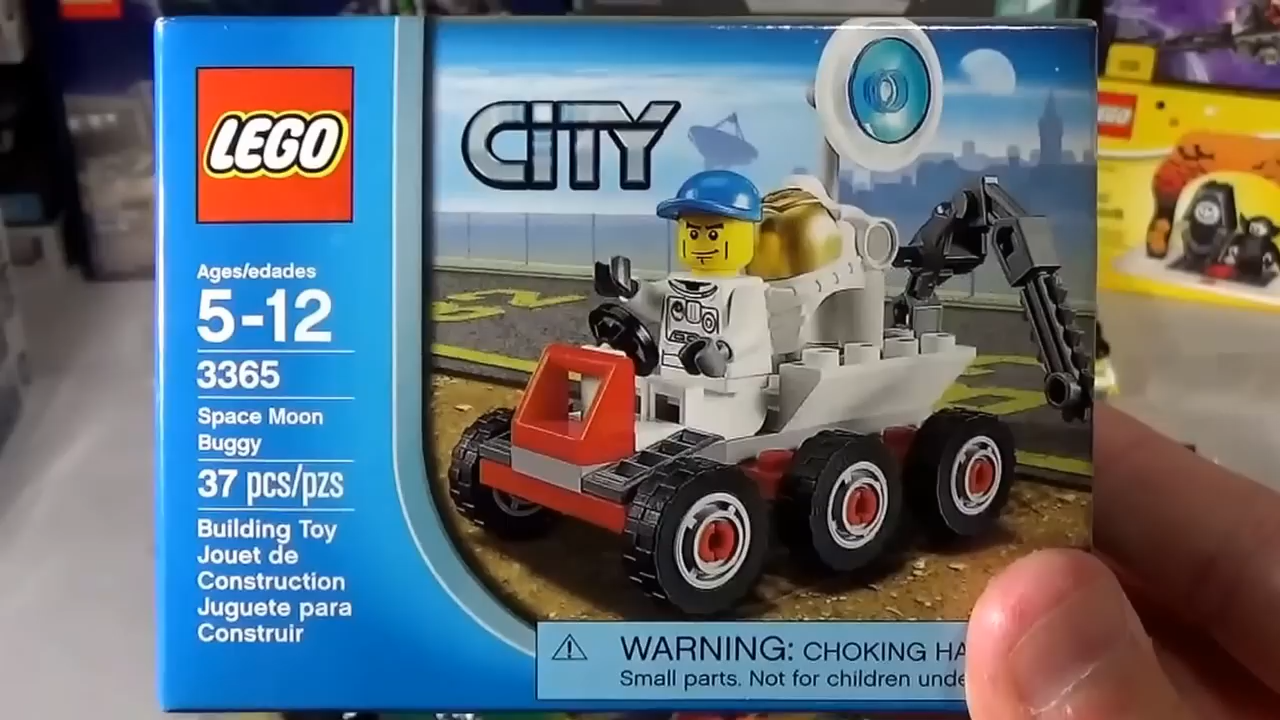 LEGO
CITY
Ages/edades
5-12
3365
Space Moon
Buggy
37 pcs/pzs
Building Toy
Jouet de
Construction
Juguete para
Construir
WARNING: CHOKING HA
Small parts. Not for children unde